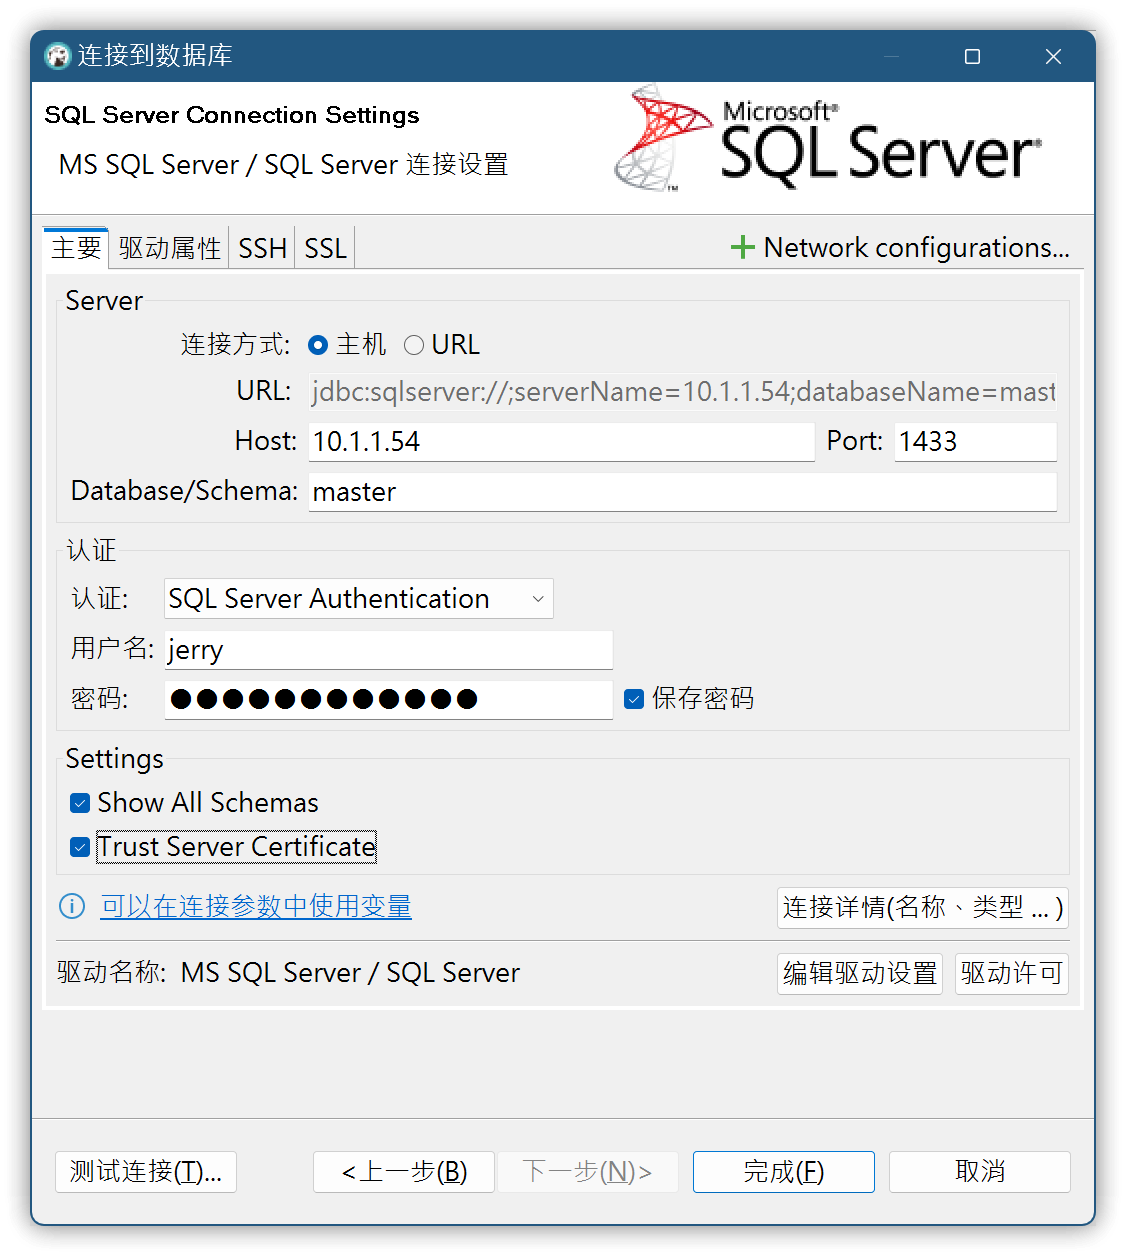 连接到数据库
SQL Server Connection Settings
MS SQL Server / SQL Server 连接设置
Microsoft®
SQL Server®
™
主要 驱动属性 SSH SSL Network configurations...
Server
连接方式: 主机 URL
URL: jdbc:sqlserver://;serverName=10.1.1.54;databaseName=mast
Host: 10.1.1.54 Port: 1433
Database/Schema: master
认证
认证: SQL Server Authentication
用户名: jerry
密码: ●●●●●●●●●●●● 保存密码
Settings
Show All Schemas
Trust Server Certificate
可以在连接参数中使用变量 连接详情(名称、类型 ... )
驱动名称: MS SQL Server / SQL Server 编辑驱动设置 驱动许可
测试连接(T)... <上一步(B) 下一步(N)> 完成(F) 取消